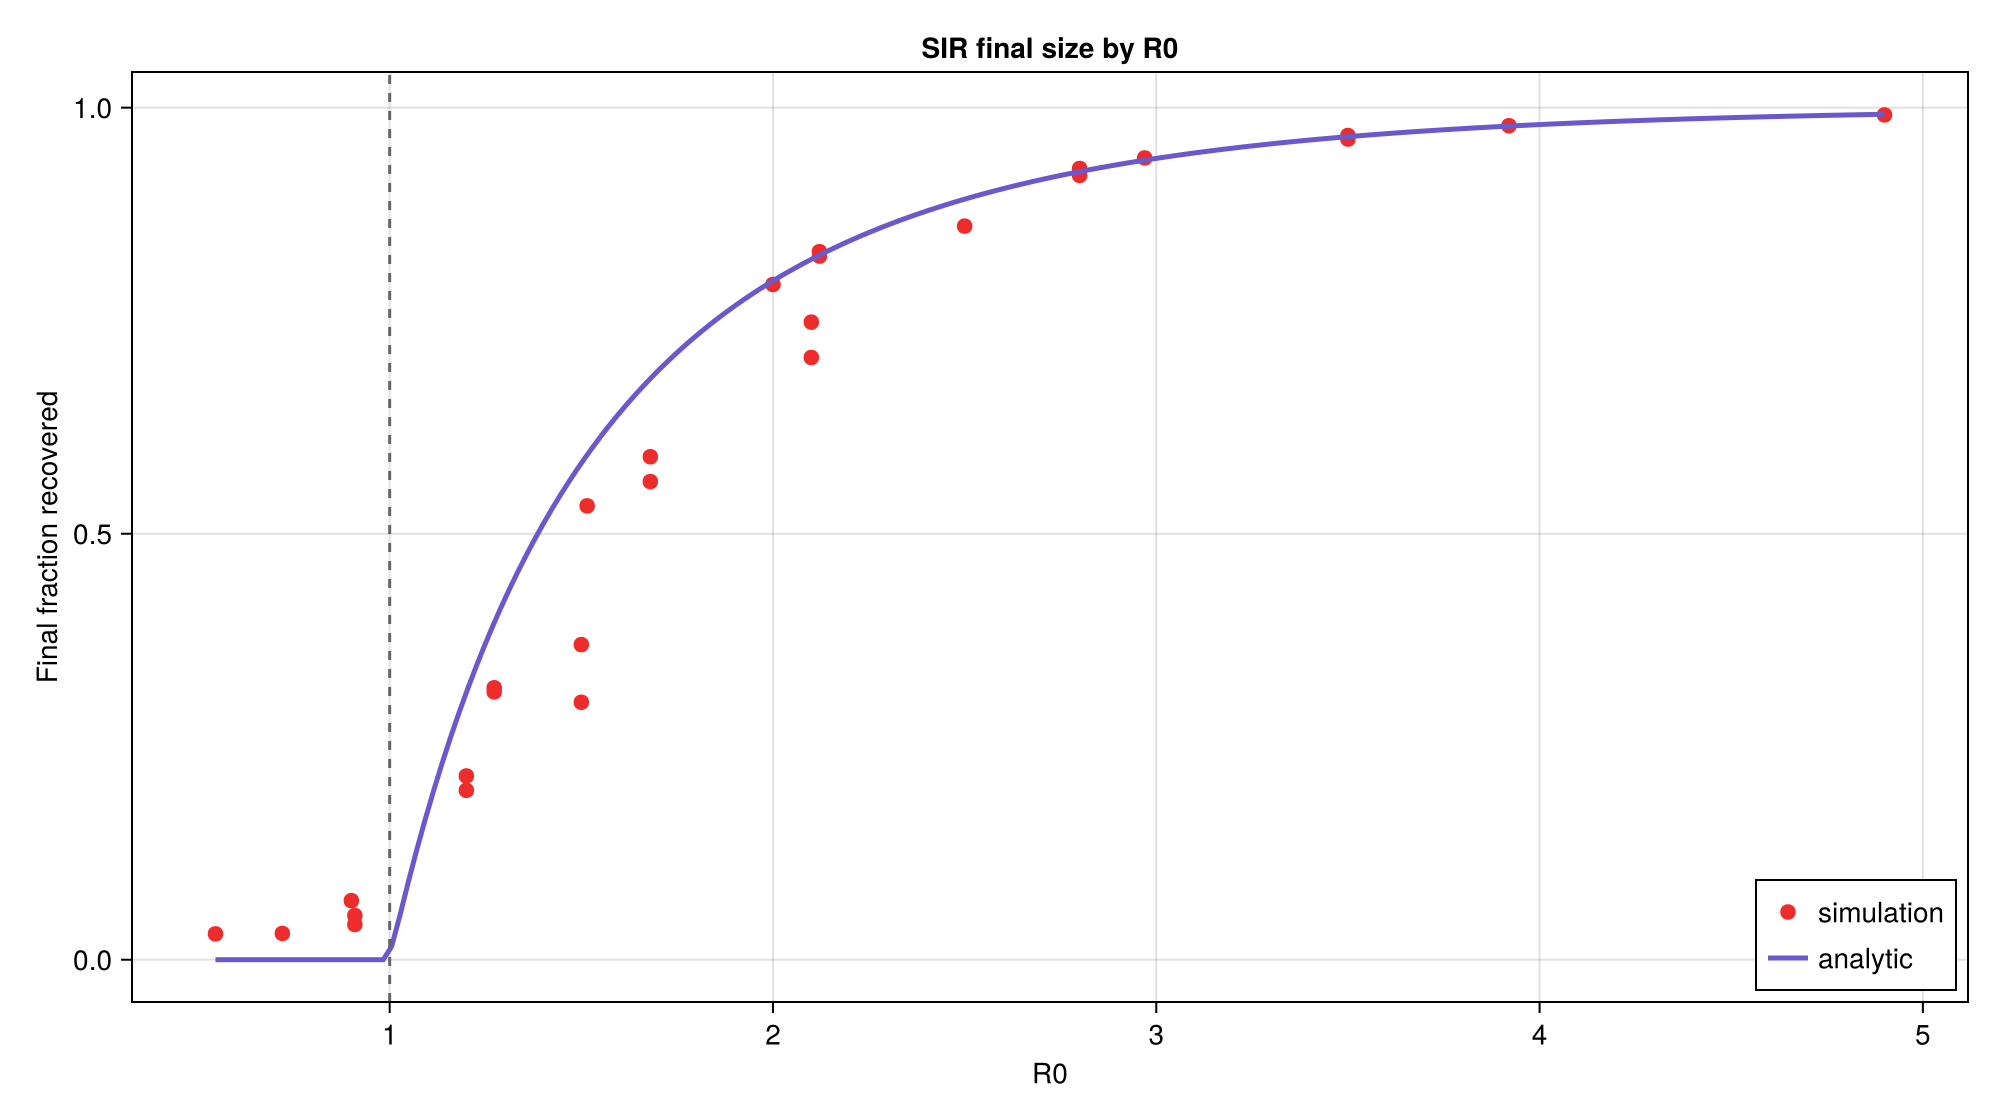 SIR final size by R0
1.0
0.5
0.0
Final fraction recovered
1
2
3
4
5
R0
simulation
analytic